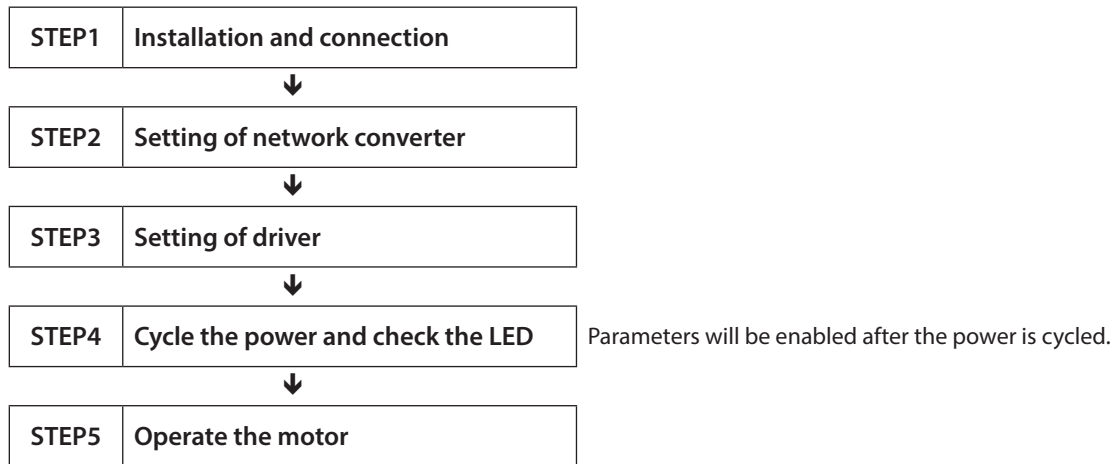 STEP1 Installation and connection
STEP2 Setting of network converter
STEP3 Setting of driver
STEP4 Cycle the power and check the LED Parameters will be enabled after the power is cycled.
STEP5 Operate the motor